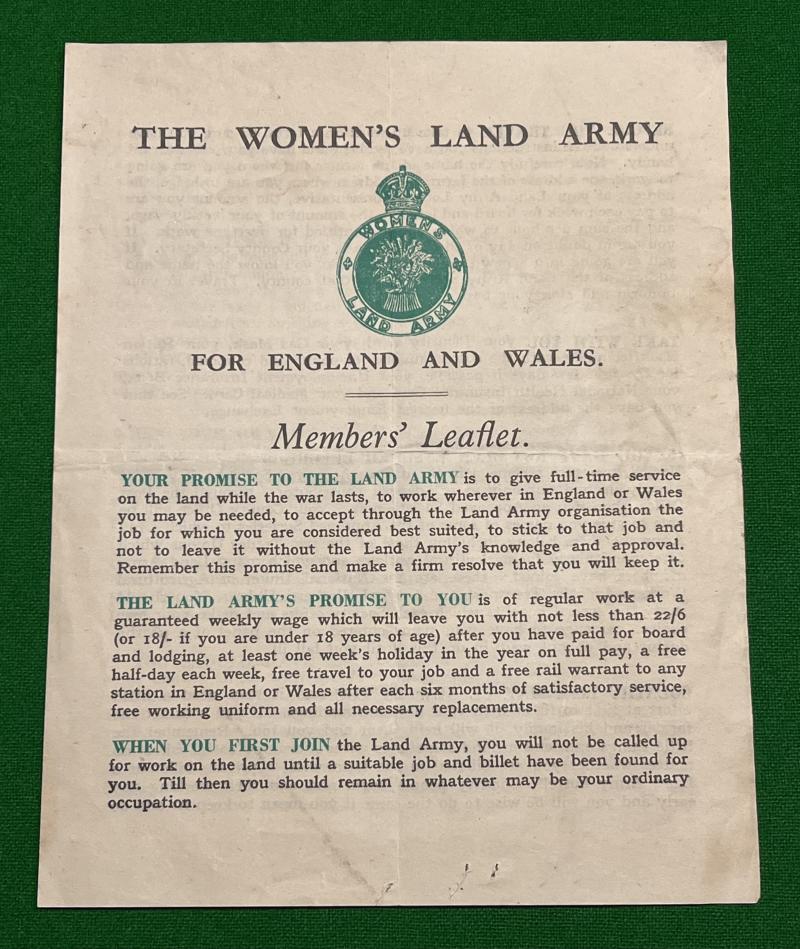 THE WOMEN'S LAND ARMY
WOMENS
LAND ARMY
FOR ENGLAND AND WALES.
Members' Leaflet.
YOUR PROMISE TO THE LAND ARMY is to give full-time service
on the land while the war lasts, to work wherever in England or Wales
you may be needed, to accept through the Land Army organisation the
job for which you are considered best suited, to stick to that job and
not to leave it without the Land Army's knowledge and approval.
Remember this promise and make a firm resolve that you will keep it.
THE LAND ARMY'S PROMISE TO YOU is of regular work at a
guaranteed weekly wage which will leave you with not less than 22/6
(or 18/- if you are under 18 years of age) after you have paid for board
and lodging, at least one week's holiday in the year on full pay, a free
half-day each week, free travel to your job and a free rail warrant to any
station in England or Wales after each six months of satisfactory service,
free working uniform and all necessary replacements.
WHEN YOU FIRST JOIN the Land Army, you will not be called up
for work on the land until a suitable job and billet have been found for
you. Till then you should remain in whatever may be your ordinary
occupation.